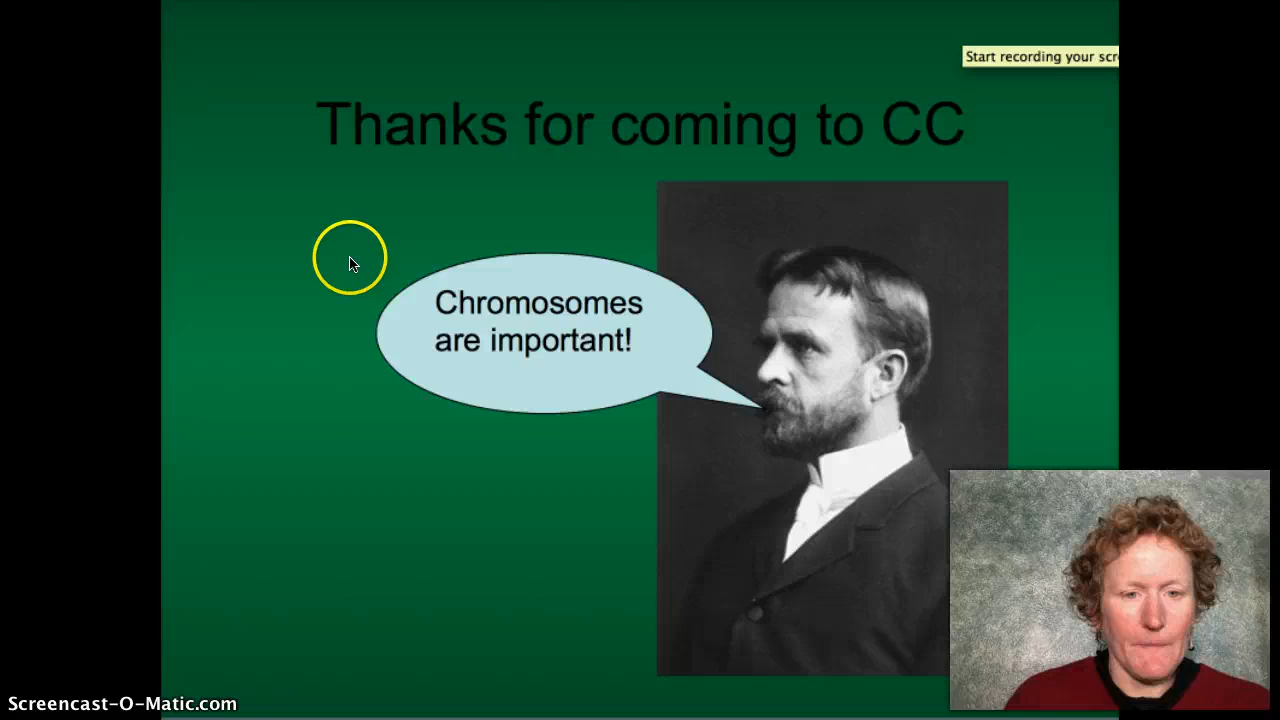 Start recording your scr
Thanks for coming to CC
Chromosomes
are important!
Screencast-O-Matic.com